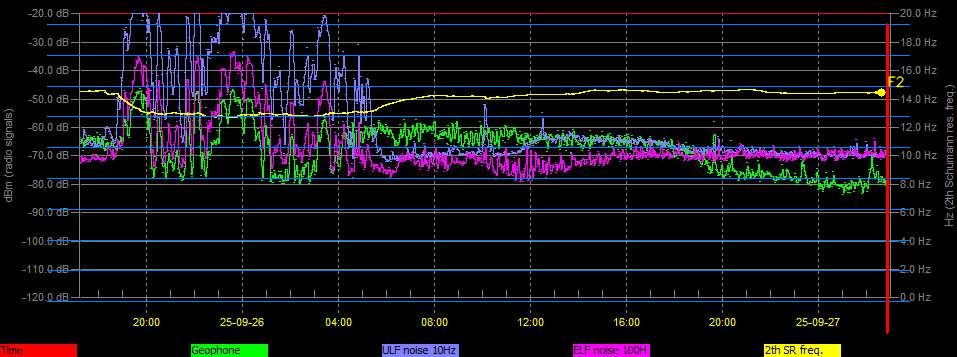 -20.0 dB 20.0 Hz
-30.0 dB 18.0 Hz
-40.0 dB 16.0 Hz
F2
-50.0 dB 14.0 Hz
-60.0 dB 12.0 Hz
-70.0 dB 10.0 Hz
-80.0 dB 8.0 Hz
-90.0 dB 6.0 Hz
-100.0 dB 4.0 Hz
-110.0 dB 2.0 Hz
-120.0 dB 0.0 Hz
dBm (radio signals)
Hz (2th Schumann res. freq.)
20:00 25-09-26 04:00 08:00 12:00 16:00 20:00 25-09-27
Time Geophone ULF noise 10Hz ELF noise 100H 2th SR freq.